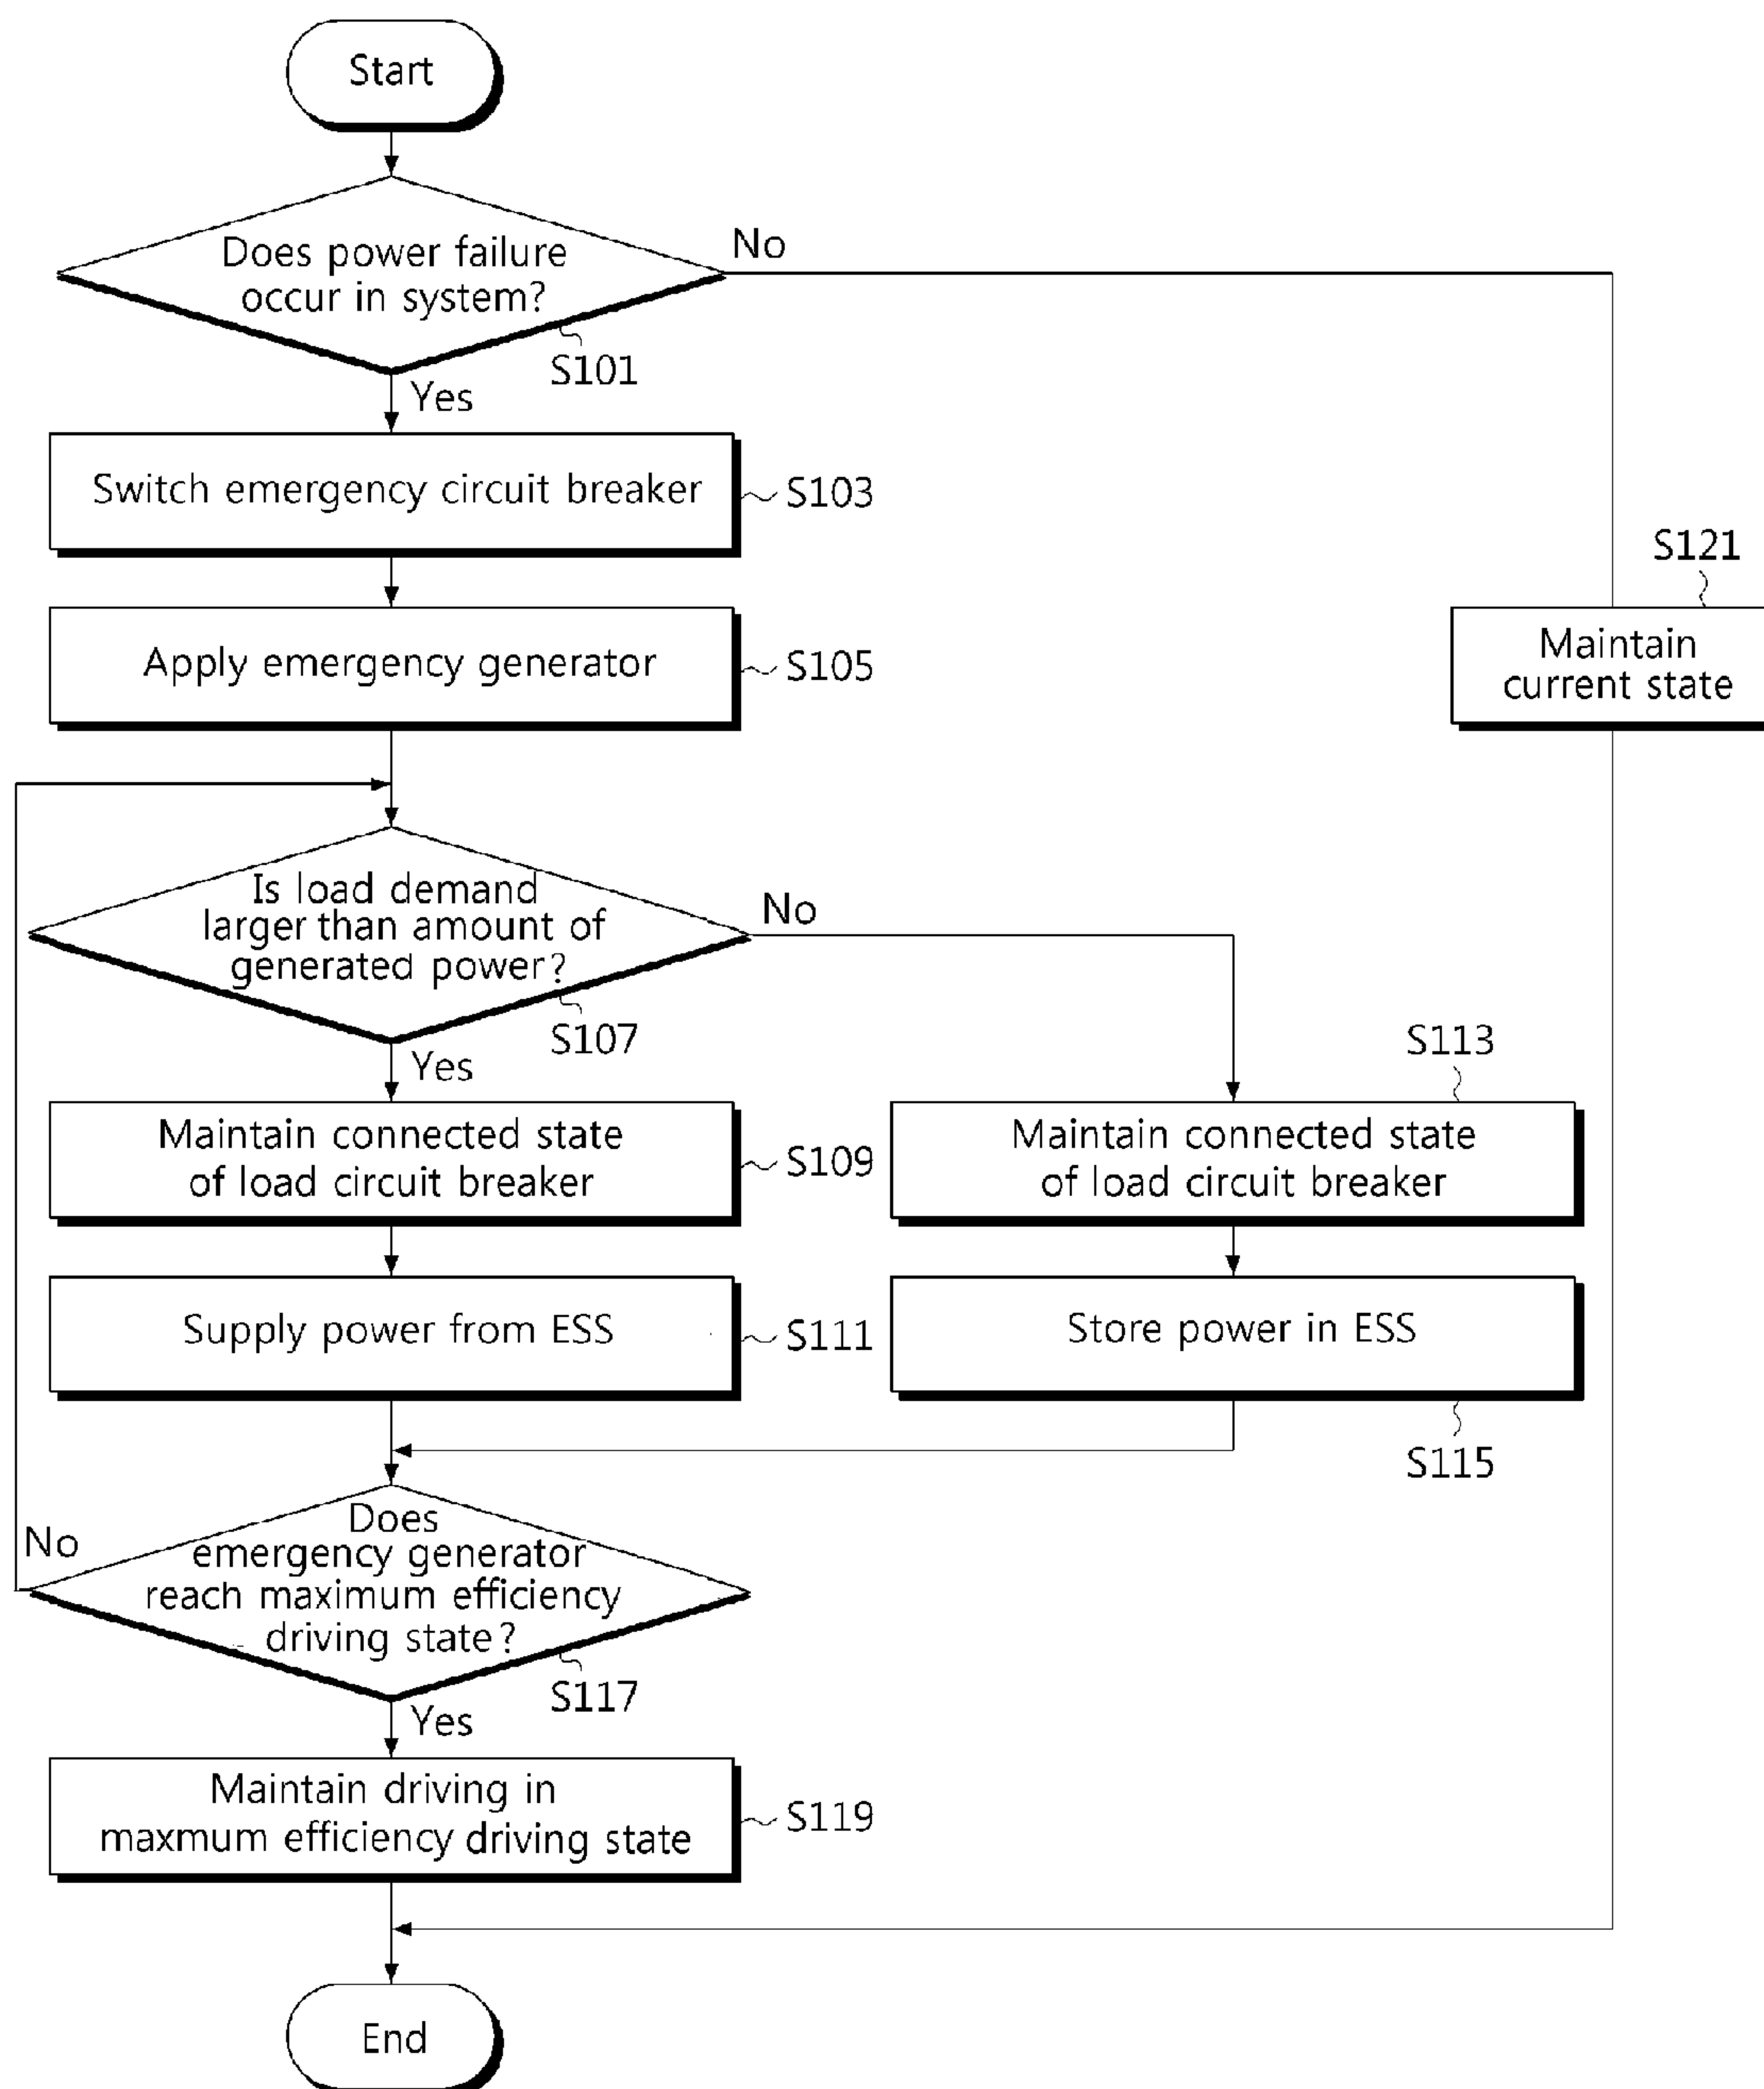 Start
Does power failure
occur in system?
No
S101
Yes
Switch emergency circuit breaker
S103
Apply emergency generator
S105
S121
Maintain
current state
Is load demand
larger than amount of
generated power?
No
S107
Yes
Maintain connected state
of load circuit breaker
S109
S113
Maintain connected state
of load circuit breaker
Supply power from ESS
S111
Store power in ESS
S115
Does
emergency generator
reach maximum efficiency
driving state?
No
S117
Yes
Maintain driving in
maxmum efficiency driving state
S119
End